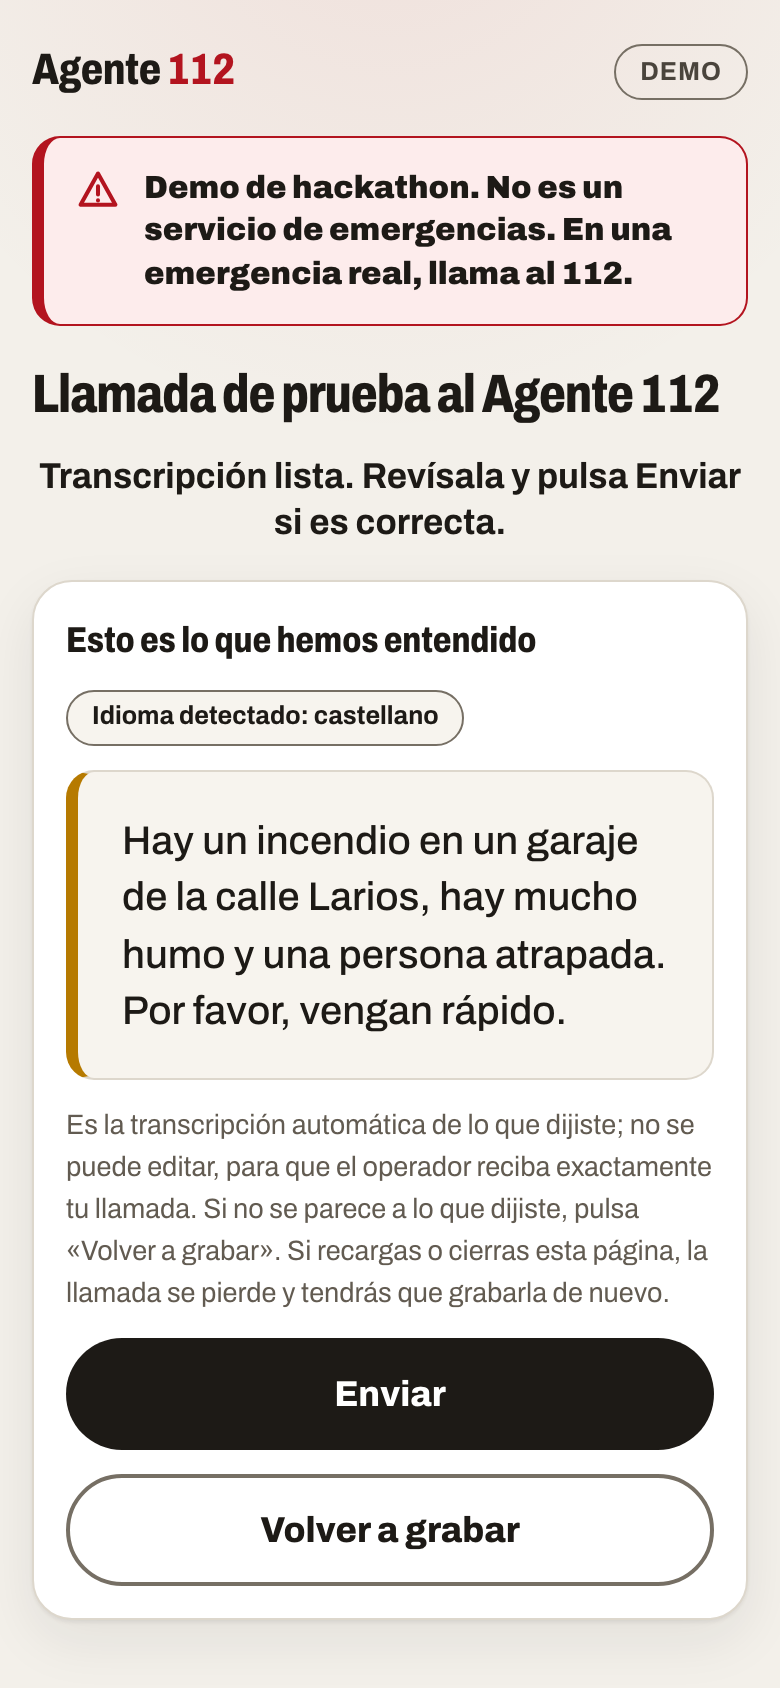 Agente 112
DEMO
Demo de hackathon. No es un
servicio de emergencias. En una
emergencia real, llama al 112.
Llamada de prueba al Agente 112
Transcripción lista. Revísala y pulsa Enviar
si es correcta.
Esto es lo que hemos entendido
Idioma detectado: castellano
Hay un incendio en un garaje
de la calle Larios, hay mucho
humo y una persona atrapada.
Por favor, vengan rápido.
Es la transcripción automática de lo que dijiste; no se
puede editar, para que el operador reciba exactamente
tu llamada. Si no se parece a lo que dijiste, pulsa
«Volver a grabar». Si recargas o cierras esta página, la
llamada se pierde y tendrás que grabarla de nuevo.
Enviar
Volver a grabar